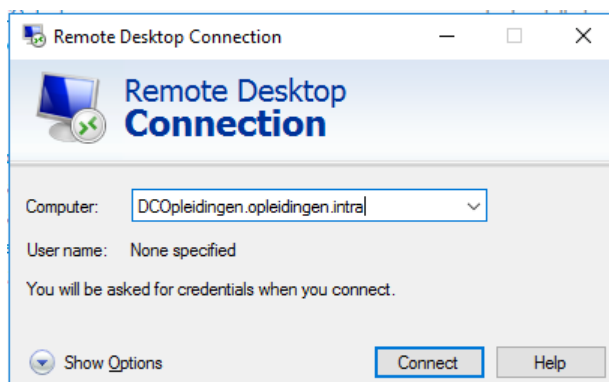 Remote Desktop Connection
Remote Desktop
Connection
Computer: DCOpleidingen.opleidingen.intra
User name: None specified
You will be asked for credentials when you connect.
Show Options
Connect Help